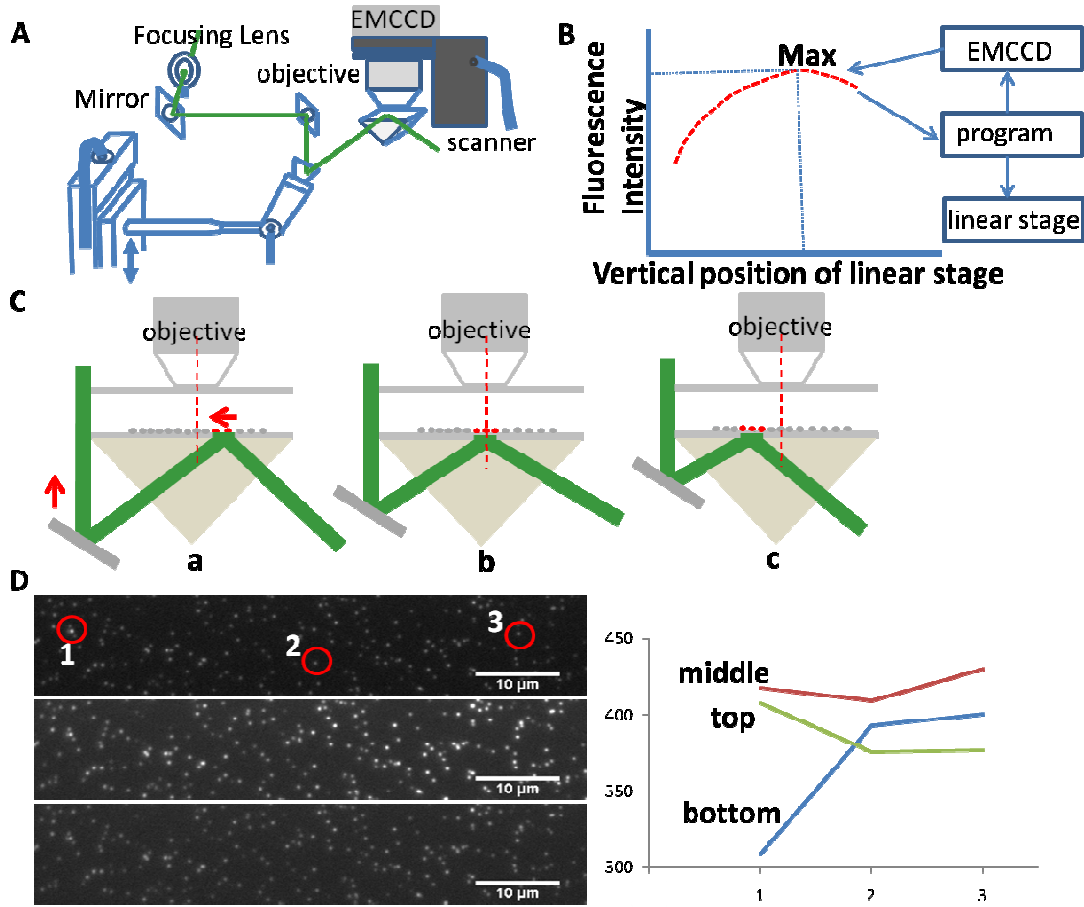 A
Focusing Lens
EMCCD
objective
Mirror
scanner
B
Fluorescence
Intensity
Max
EMCCD
program
linear stage
Vertical position of linear stage
C
objective
objective
objective
a
b
c
D
1
2
3
10 µm
10 µm
10 µm
450
400
350
300
middle
top
bottom
1
2
3